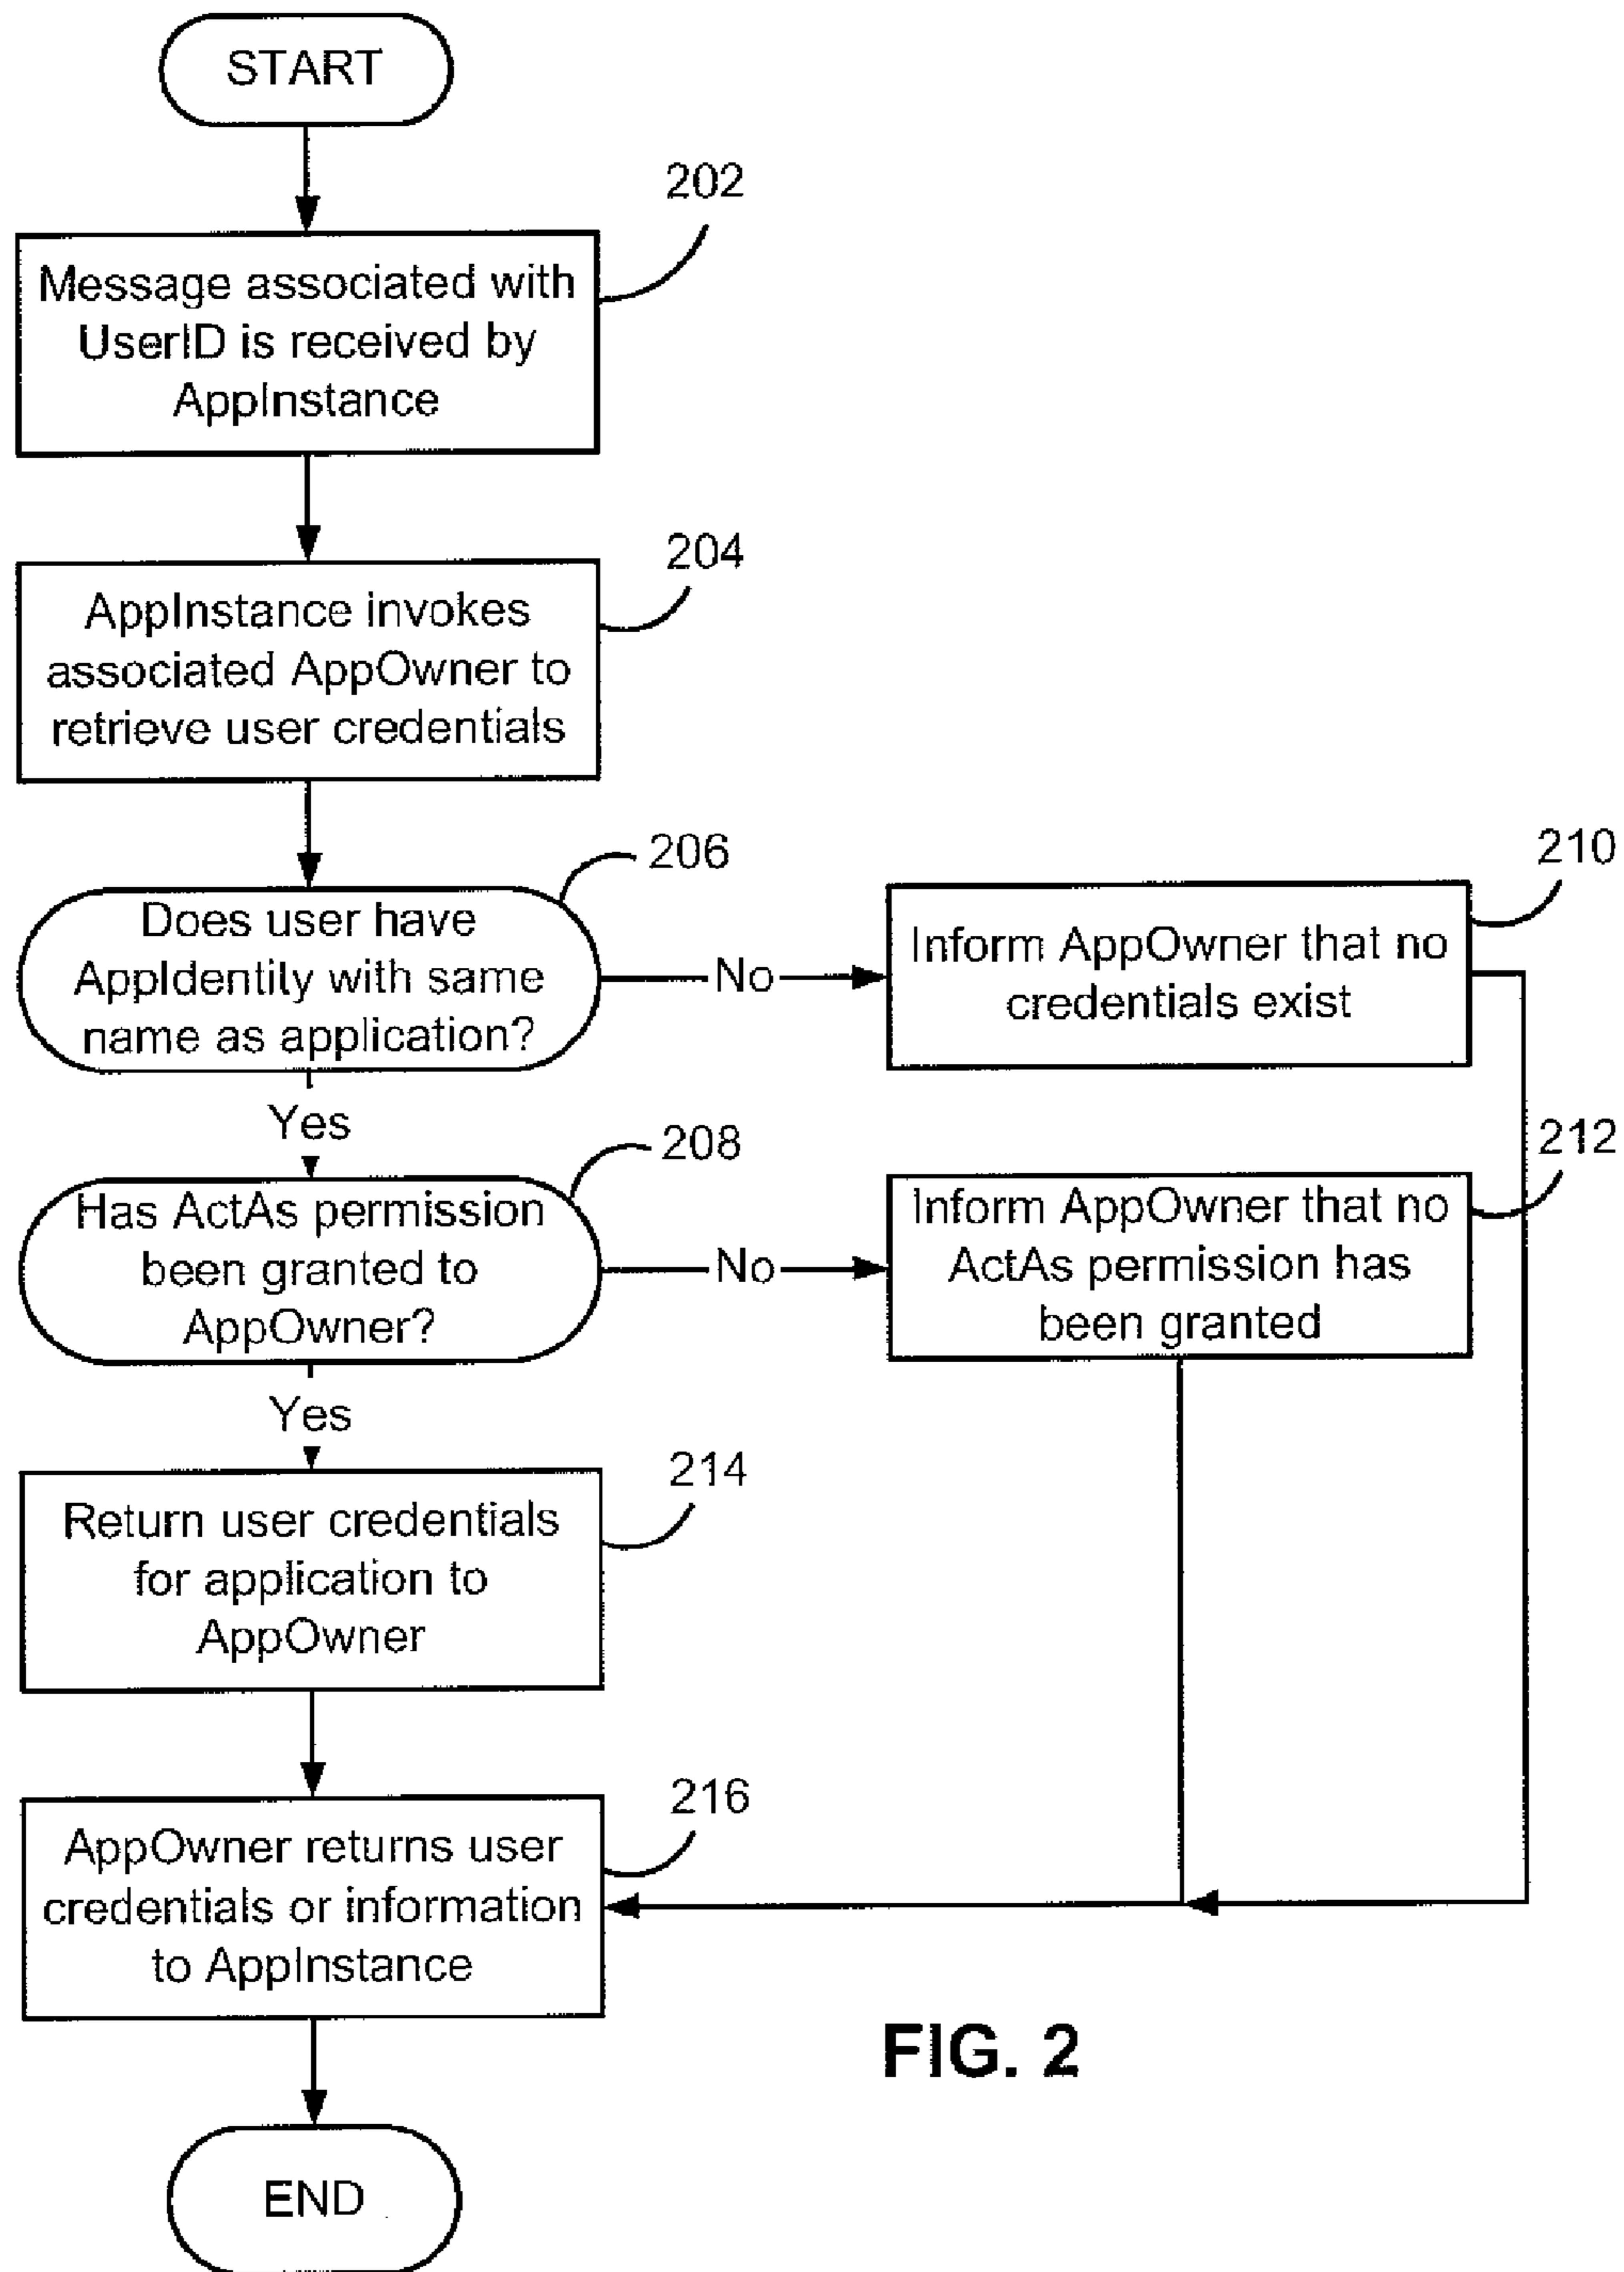 START
202
Message associated with
UserID is received by
AppInstance
204
AppInstance invokes
associated AppOwner to
retrieve user credentials
206
Does user have
AppIdentity with same
name as application?
No
210
Inform AppOwner that no
credentials exist
Yes
208
Has ActAs permission
been granted to
AppOwner?
No
212
Inform AppOwner that no
ActAs permission has
been granted
Yes
214
Return user credentials
for application to
AppOwner
216
AppOwner returns user
credentials or information
to AppInstance
FIG. 2
END